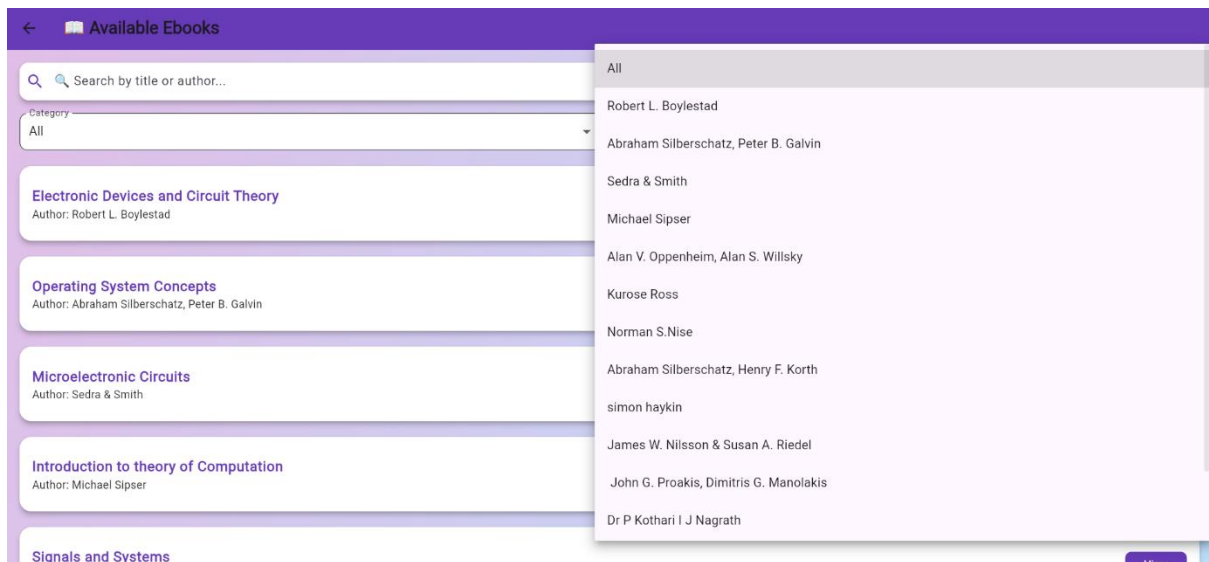 Available Ebooks
Search by title or author...
Category
All
Electronic Devices and Circuit Theory
Author: Robert L. Boylestad
Operating System Concepts
Author: Abraham Silberschatz, Peter B. Galvin
Microelectronic Circuits
Author: Sedra & Smith
Introduction to theory of Computation
Author: Michael Sipser
Signals and Systems
All
Robert L. Boylestad
Abraham Silberschatz, Peter B. Galvin
Sedra & Smith
Michael Sipser
Alan V. Oppenheim, Alan S. Willsky
Kurose Ross
Norman S.Nise
Abraham Silberschatz, Henry F. Korth
simon haykin
James W. Nilsson & Susan A. Riedel
John G. Proakis, Dimitris G. Manolakis
Dr P Kothari I J Nagrath